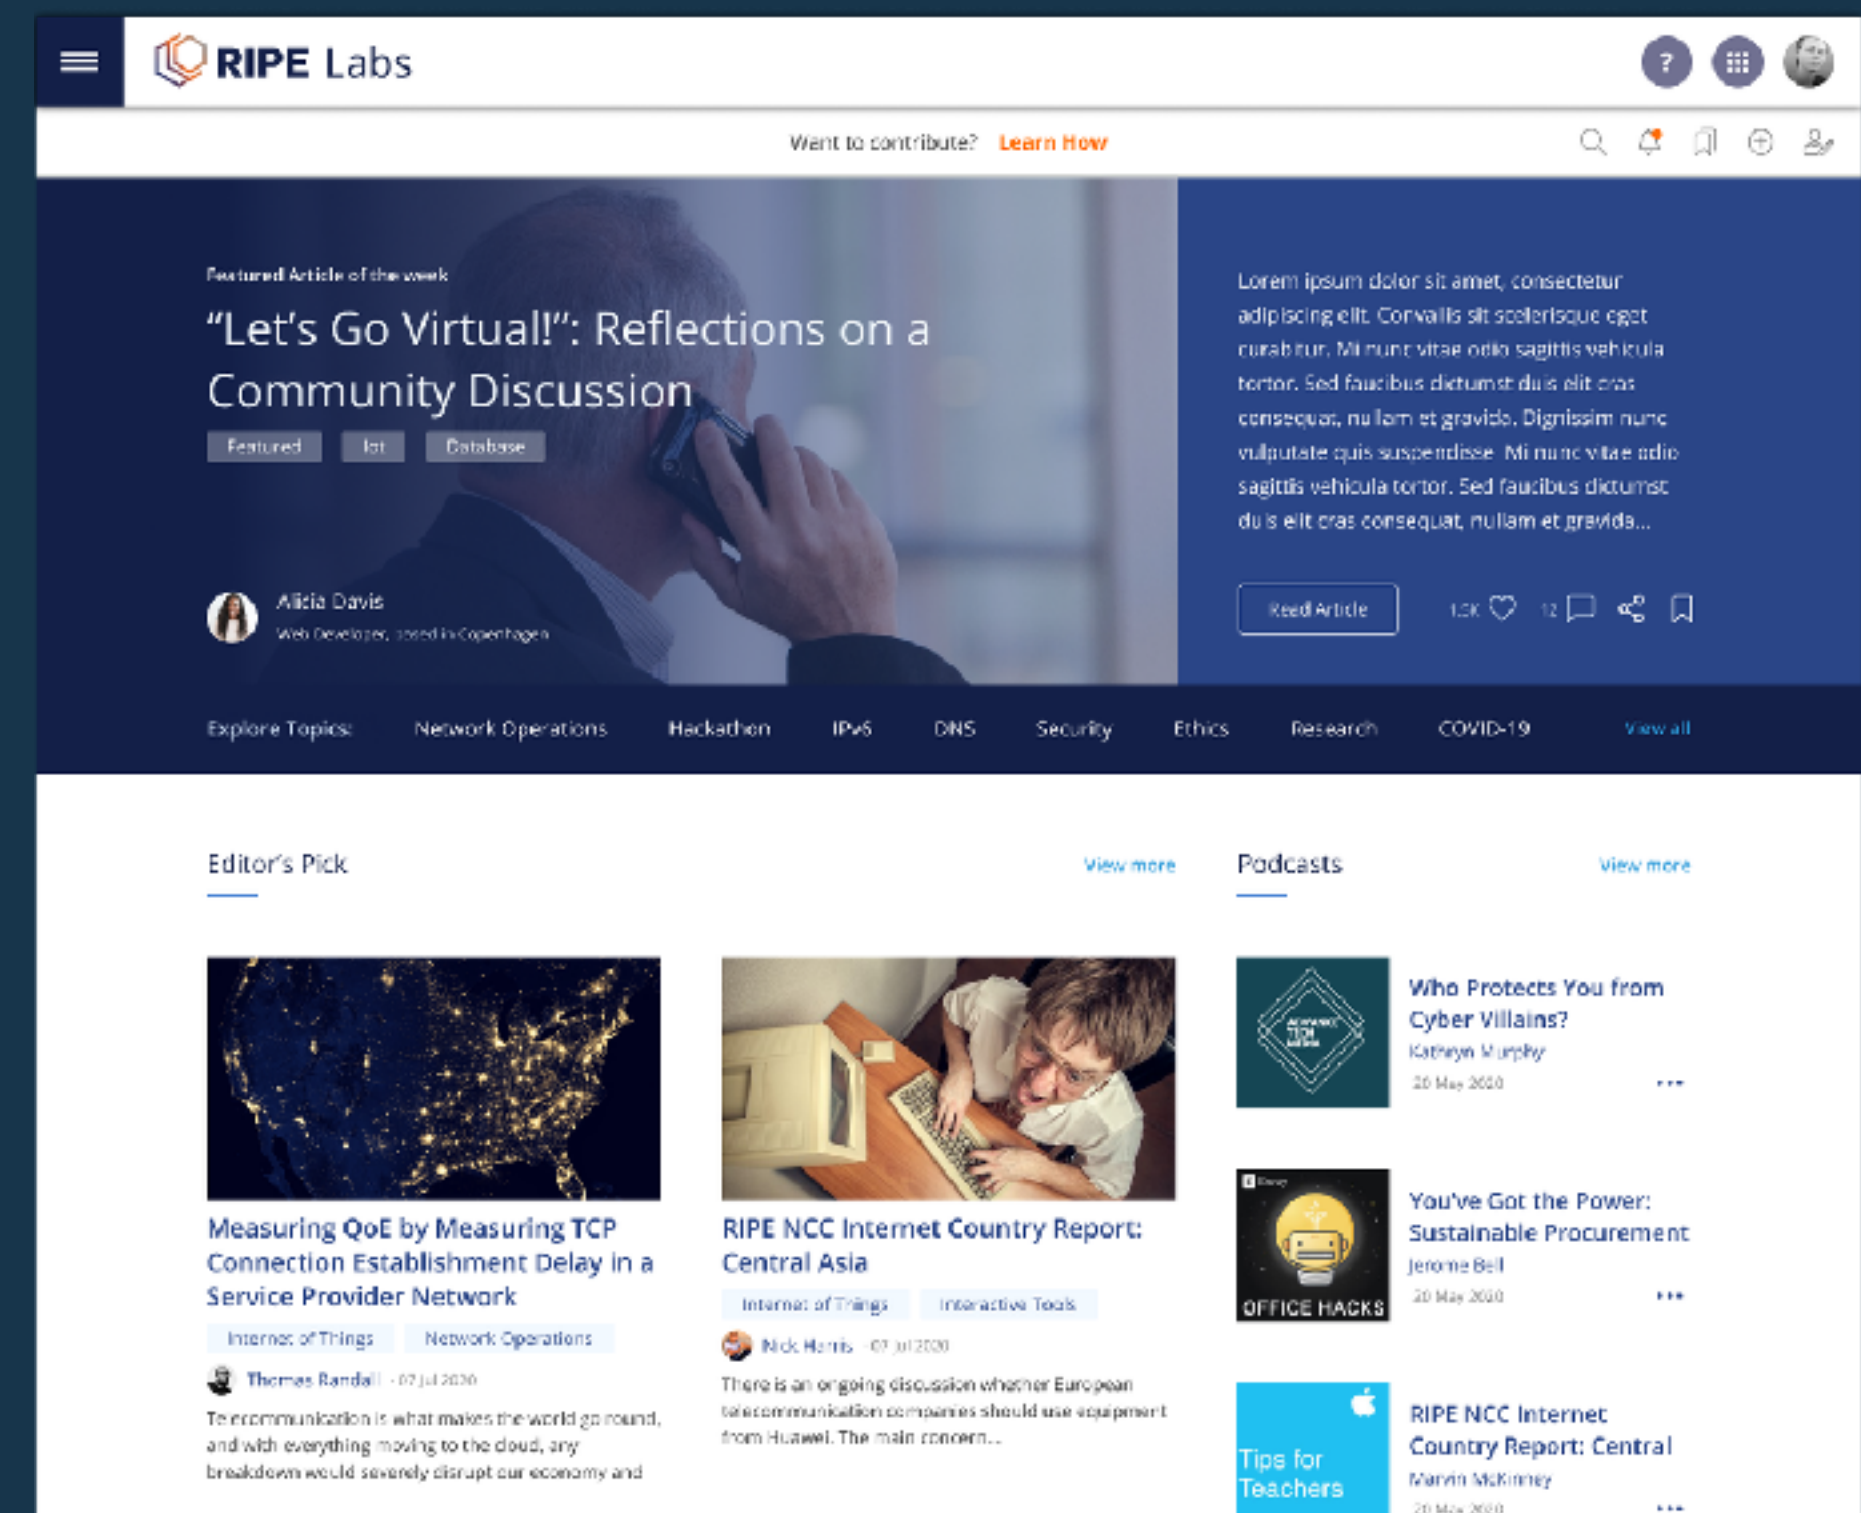 RIPE Labs
?
Want to contribute? Learn How
Featured Article of the week
“Let’s Go Virtual!”: Reflections on a
Community Discussion
Featured
Iot
Database
Alicia Davis
Web Developer, based in Copenhagen
Lorem ipsum dolor sit amet, consectetur
adipiscing elit. Convallis sit scelerisque eget
curabitur. Mi nunc vitae odio sagittis vehicula
tortor. Sed faucibus dictumst duis elit cras
consequat, nullam et gravida. Dignissim nunc
vulputate quis suspendisse. Mi nunc vitae odio
sagittis vehicula tortor. Sed faucibus dictumst
duis elit cras consequat, nullam et gravida...
Read Article
1.5K
12
Explore Topics: Network Operations Hackathon IPv6 DNS Security Ethics Research COVID-19 View all
Editor’s Pick
View more
Measuring QoE by Measuring TCP
Connection Establishment Delay in a
Service Provider Network
Internet of Things
Network Operations
Thomas Randall - 07 Jul 2020
Telecommunication is what makes the world go round,
and with everything moving to the cloud, any
breakdown would severely disrupt our economy and
RIPE NCC Internet Country Report:
Central Asia
Internet of Things
Interactive Tools
Nick Harris - 07 Jul 2020
There is an ongoing discussion whether European
telecommunication companies should use equipment
from Huawei. The main concern...
Podcasts
View more
ADVANCE
TECH
MEDIA
Who Protects You from
Cyber Villains?
Kathryn Murphy
20 May 2020
OFFICE HACKS
You've Got the Power:
Sustainable Procurement
Jerome Bell
20 May 2020
Tips for
Teachers
RIPE NCC Internet
Country Report: Central
Marvin McKinney
20 May 2020